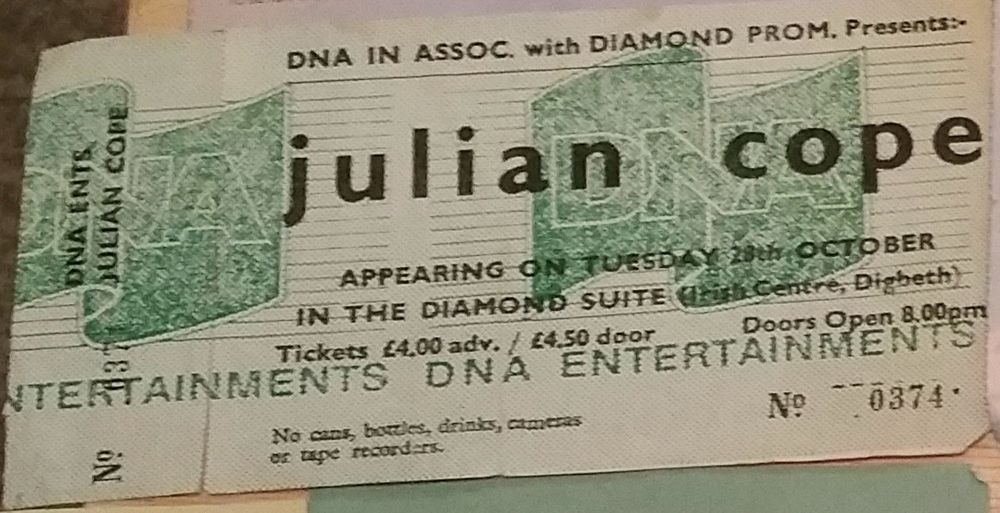 DNA IN ASSOC. with DIAMOND PROM. Presents:-
julian cope
APPEARING ON TUESDAY 28th OCTOBER
IN THE DIAMOND SUITE (Irish Centre, Digbeth)
Tickets £4.00 adv. / £4.50 door
Doors Open 8.00pm
NTERTAINMENTS DNA ENTERTAINMENTS
No cans, bottles, drinks, cameras
or tape recorders.
Nº 0374
DNA ENTS
JULIAN COPE
Nº
DNA
DNA